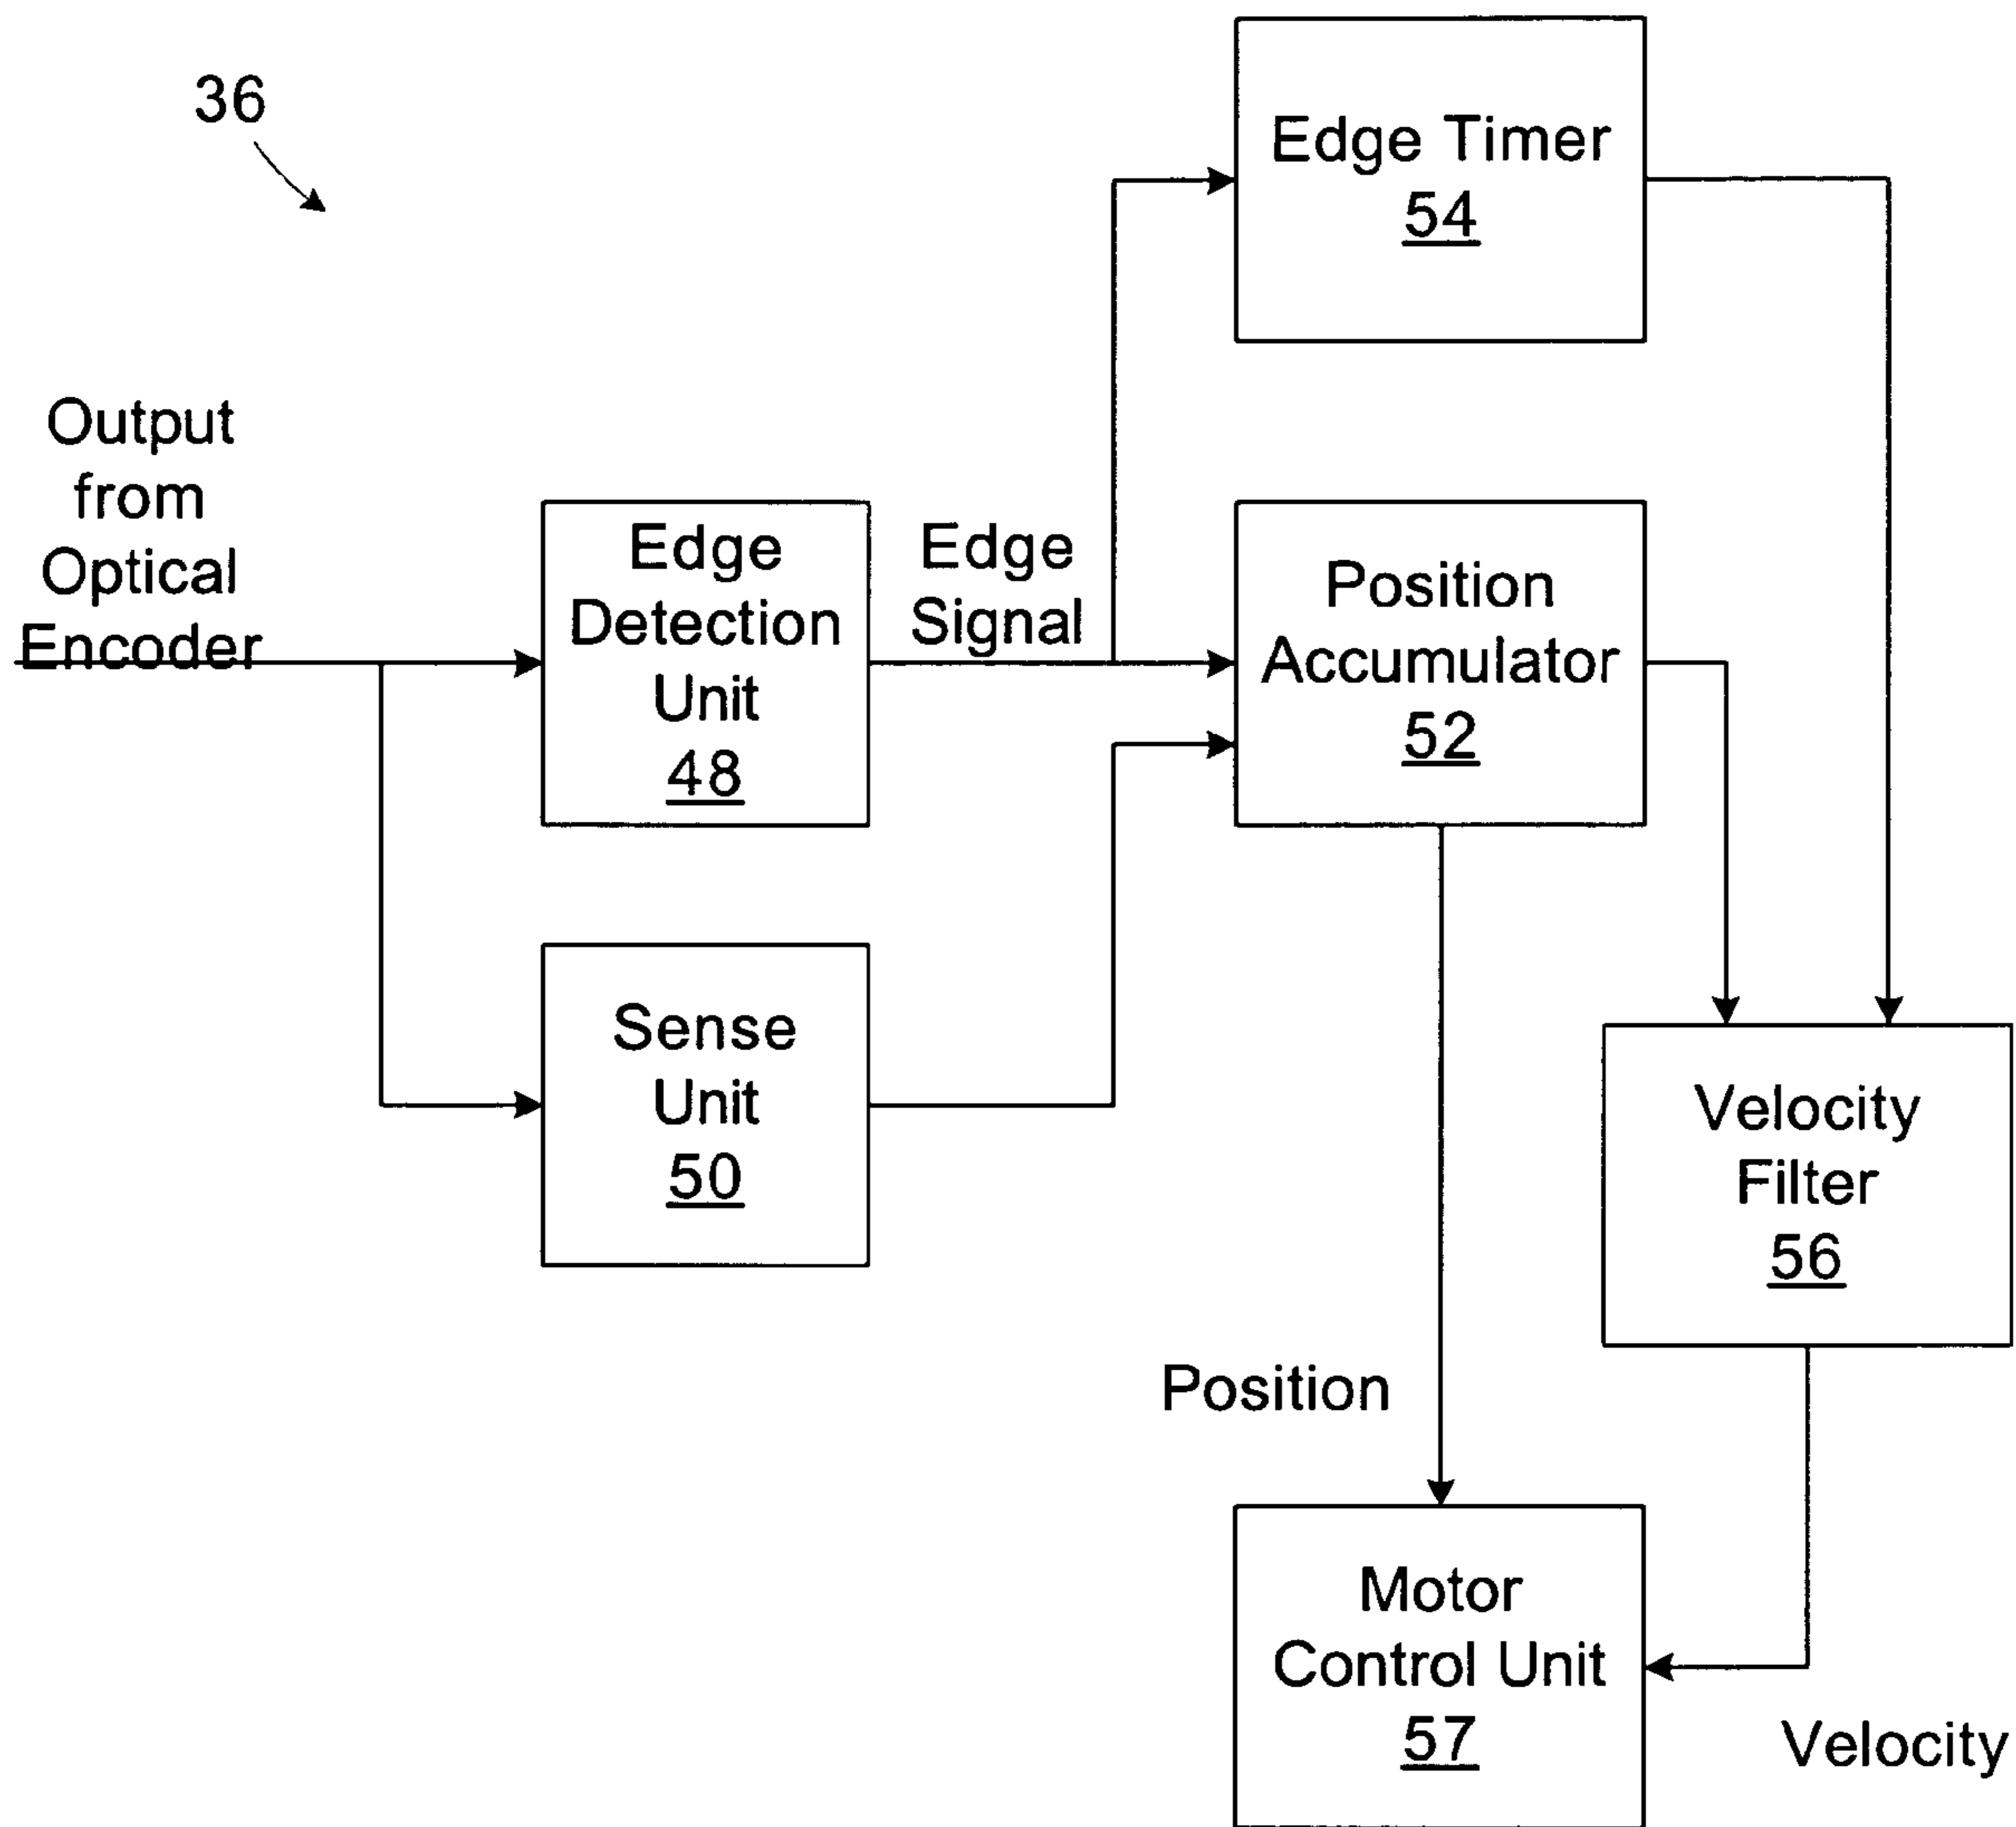 36
Edge Timer
54
Output
from
Optical
Encoder
Edge
Detection
Unit
48
Edge
Signal
Position
Accumulator
52
Sense
Unit
50
Velocity
Filter
56
Position
Motor
Control Unit
57
Velocity